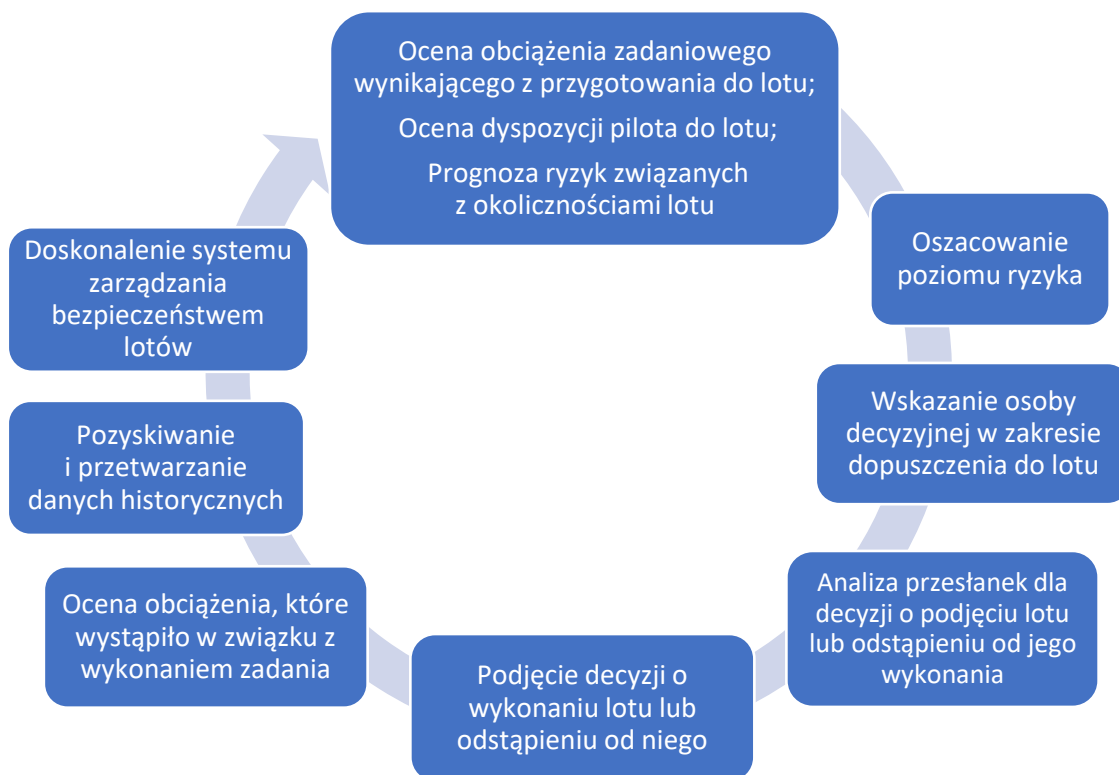 Ocena obciążenia zadaniowego
wynikającego z przygotowania do lotu;
Ocena dyspozycji pilota do lotu;
Prognoza ryzyk związanych
z okolicznościami lotu
Oszacowanie
poziomu ryzyka
Wskazanie osoby
decyzyjnej w zakresie
dopuszczenia do lotu
Analiza przesłanek dla
decyzji o podjęciu lotu
lub odstąpieniu od jego
wykonania
Podjęcie decyzji o
wykonaniu lotu lub
odstąpieniu od niego
Ocena obciążenia, które
wystąpiło w związku z
wykonaniem zadania
Pozyskiwanie
i przetwarzanie
danych historycznych
Doskonalenie systemu
zarządzania
bezpieczeństwem
lotów